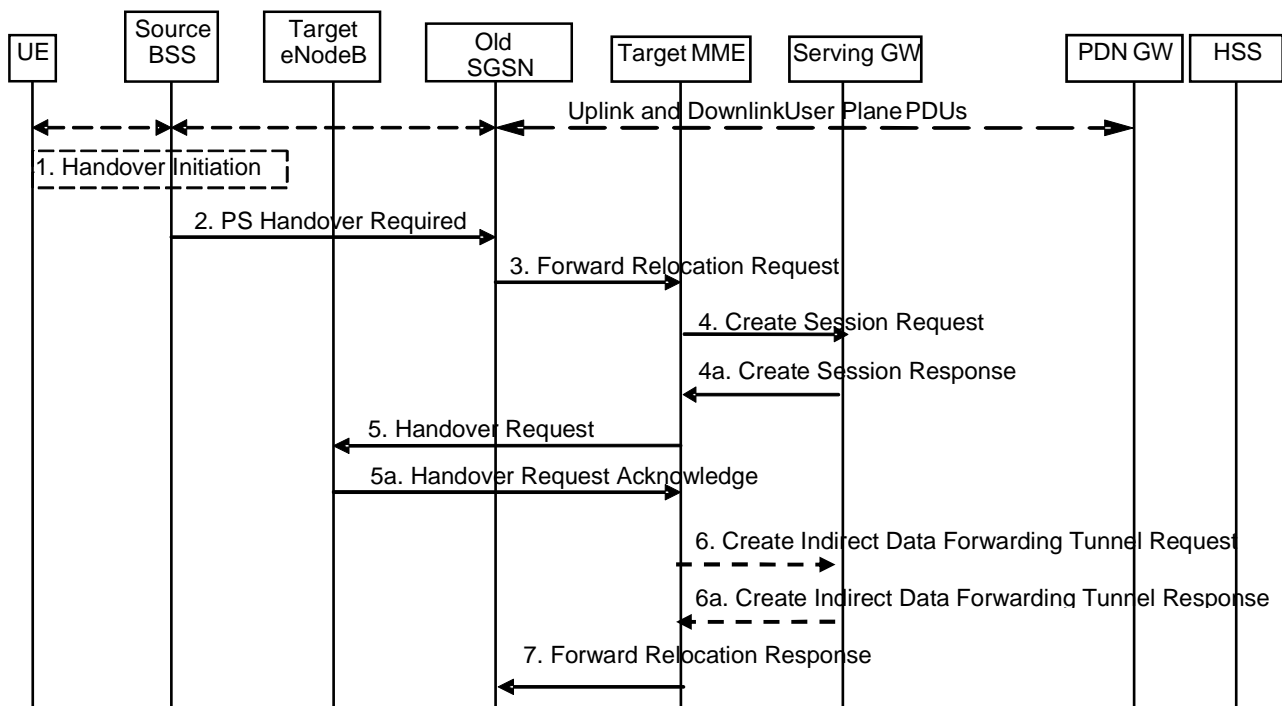 UE
Source
BSS
Target
eNodeB
Old
SGSN
Target MME
Serving GW
PDN GW
HSS
Uplink and DownlinkUser Plane PDUs
1. Handover Initiation
2. PS Handover Required
3. Forward Relocation Request
4. Create Session Request
4a. Create Session Response
5. Handover Request
5a. Handover Request Acknowledge
6. Create Indirect Data Forwarding Tunnel Request
6a. Create Indirect Data Forwarding Tunnel Response
7. Forward Relocation Response